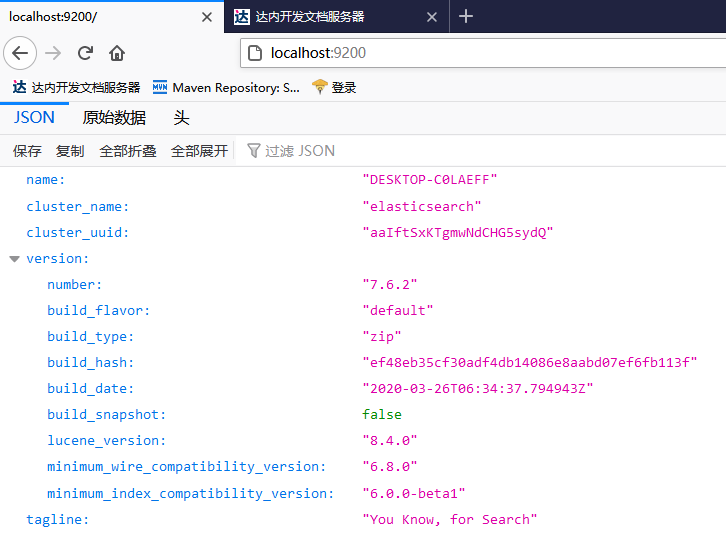 localhost:9200/
达内开发文档服务器
localhost:9200
达内开发文档服务器 Maven Repository: S... 登录
JSON 原始数据 头
保存 复制 全部折叠 全部展开 过滤 JSON
name: "DESKTOP-C0LAEFF"
cluster_name: "elasticsearch"
cluster_uuid: "aaIftSxKTgmwNdCHG5sydQ"
version:
number: "7.6.2"
build_flavor: "default"
build_type: "zip"
build_hash: "ef48eb35cf30adf4db14086e8aabd07ef6fb113f"
build_date: "2020-03-26T06:34:37.794943Z"
build_snapshot: false
lucene_version: "8.4.0"
minimum_wire_compatibility_version: "6.8.0"
minimum_index_compatibility_version: "6.0.0-beta1"
tagline: "You Know, for Search"